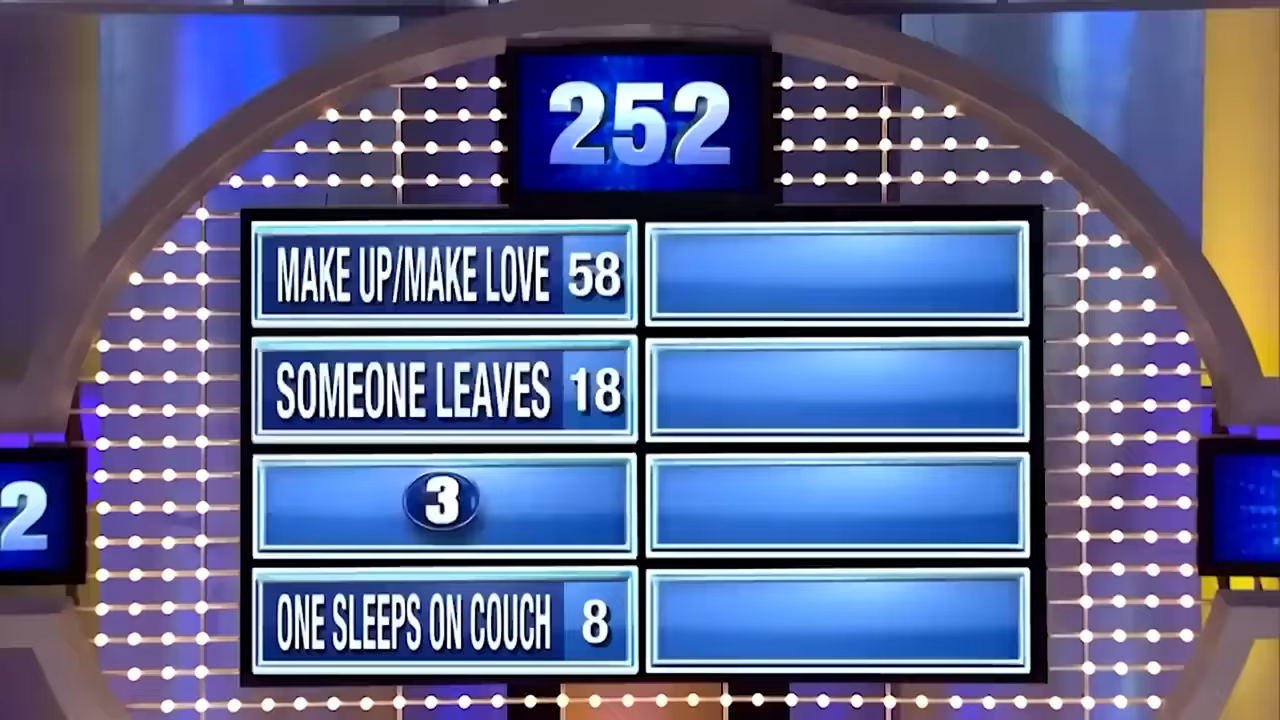 252
MAKE UP/MAKE LOVE 58
SOMEONE LEAVES 18
3
ONE SLEEPS ON COUCH 8
2